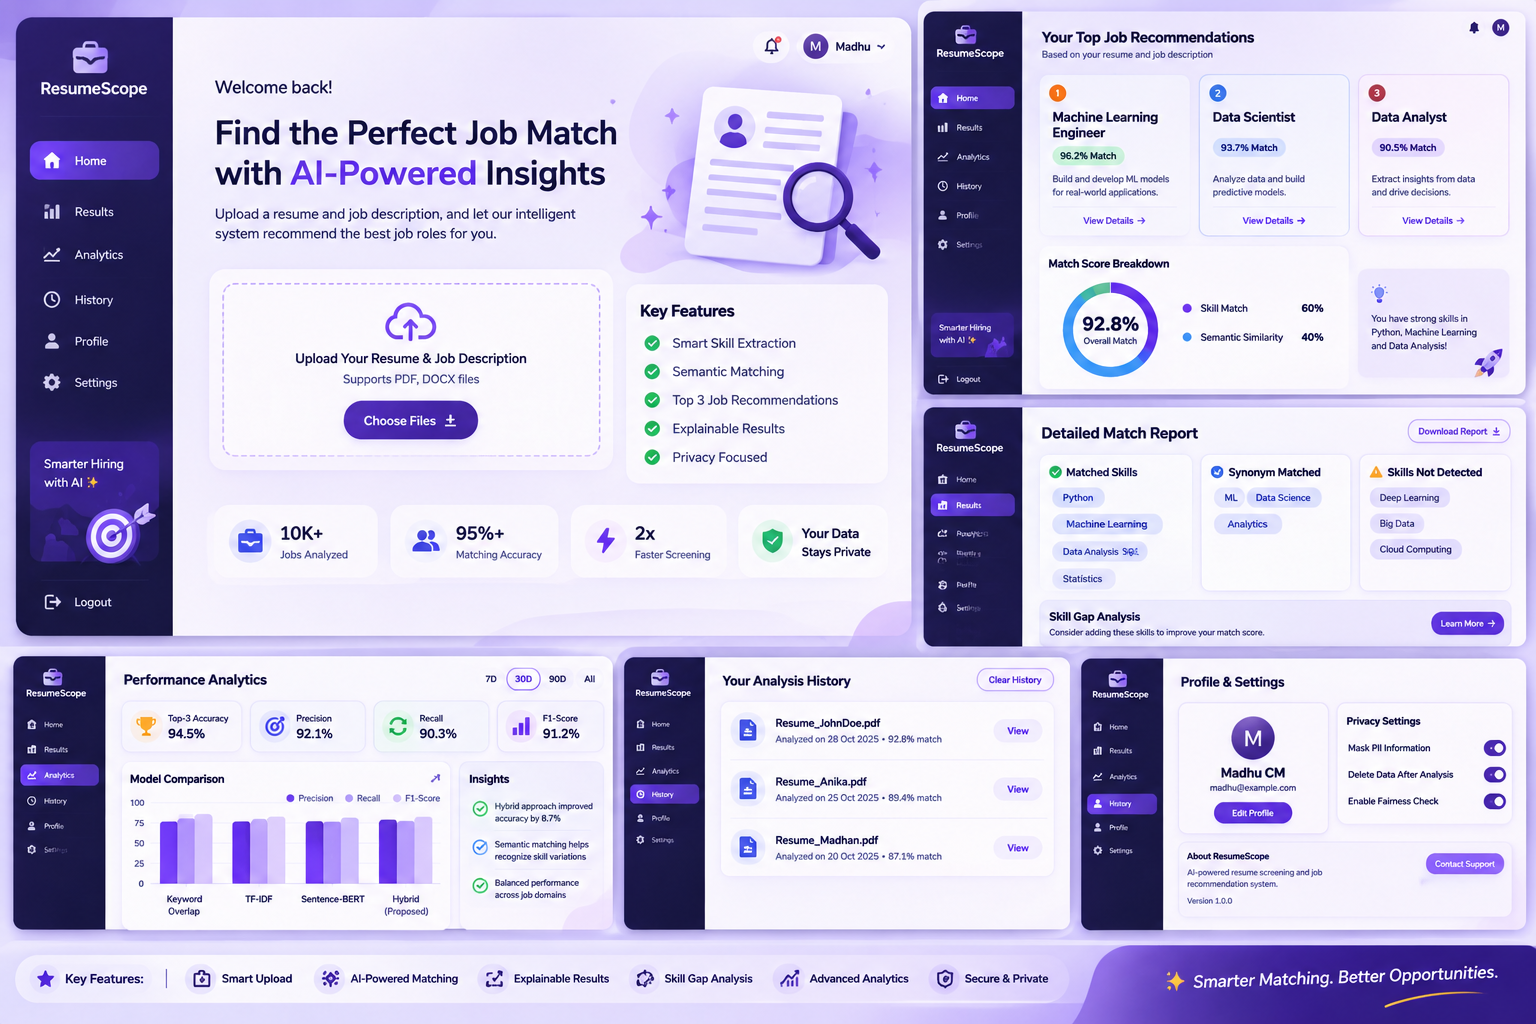 ResumeScope
Home
Results
Analytics
History
Profile
Settings
Smarter Hiring
with AI
Logout
M
Madhu
Welcome back!
Find the Perfect Job Match
with AI-Powered Insights
Upload a resume and job description, and let our intelligent
system recommend the best job roles for you.
Upload Your Resume & Job Description
Supports PDF, DOCX files
Choose Files
Key Features
Smart Skill Extraction
Semantic Matching
Top 3 Job Recommendations
Explainable Results
Privacy Focused
10K+
Jobs Analyzed
95%+
Matching Accuracy
2x
Faster Screening
Your Data
Stays Private
ResumeScope
Home
Results
Analytics
History
Profile
Settings
Smarter Hiring
with AI
Logout
Your Top Job Recommendations
Based on your resume and job description
M
1
Machine Learning
Engineer
96.2% Match
Build and develop ML models
for real-world applications.
View Details →
2
Data Scientist
93.7% Match
Analyze data and build
predictive models.
View Details →
3
Data Analyst
90.5% Match
Extract insights from data
and drive decisions.
View Details →
Match Score Breakdown
92.8%
Overall Match
Skill Match 60%
Semantic Similarity 40%
You have strong skills in
Python, Machine Learning
and Data Analysis!
ResumeScope
Home
Results
Detailed Match Report
Download Report
Matched Skills
Python
Machine Learning
Data Analysis SQL
Statistics
Synonym Matched
ML Data Science
Analytics
Skills Not Detected
Deep Learning
Big Data
Cloud Computing
Skill Gap Analysis
Consider adding these skills to improve your match score.
Learn More →
ResumeScope
Home
Results
Analytics
History
Profile
Performance Analytics
7D 30D 90D All
Top-3 Accuracy
94.5%
Precision
92.1%
Recall
90.3%
F1-Score
91.2%
Model Comparison
Precision Recall F1-Score
100
75
50
25
0
Keyword
Overlap
TF-IDF
Sentence-BERT
Hybrid
(Proposed)
Insights
Hybrid approach improved
accuracy by 8.7%
Semantic matching helps
recognize skill variations
Balanced performance
across job domains
ResumeScope
Home
Results
Analytics
History
Profile
Settings
Your Analysis History
Clear History
Resume_JohnDoe.pdf
Analyzed on 28 Oct 2025 • 92.8% match
View
Resume_Anika.pdf
Analyzed on 25 Oct 2025 • 89.4% match
View
Resume_Madhan.pdf
Analyzed on 20 Oct 2025 • 87.1% match
View
ResumeScope
Home
Results
Analytics
History
Profile
Settings
Profile & Settings
M
Madhu CM
madhu@example.com
Edit Profile
Privacy Settings
Mask PII Information
Delete Data After Analysis
Enable Fairness Check
About ResumeScope
AI-powered resume screening and job
recommendation system.
Version 1.0.0
Contact Support
Key Features:
Smart Upload
AI-Powered Matching
Explainable Results
Skill Gap Analysis
Advanced Analytics
Secure & Private
Smarter Matching. Better Opportunities.